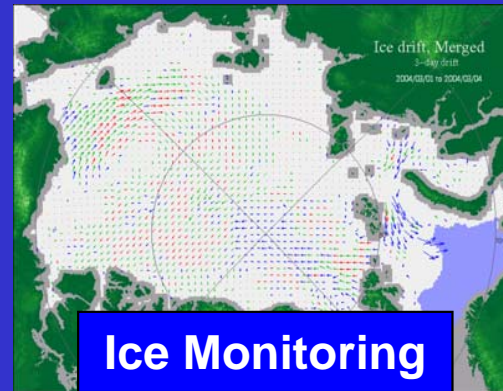 Ice drift, Merged
3-day drift
2004/03/01 to 2004/03/04
Ice Monitoring